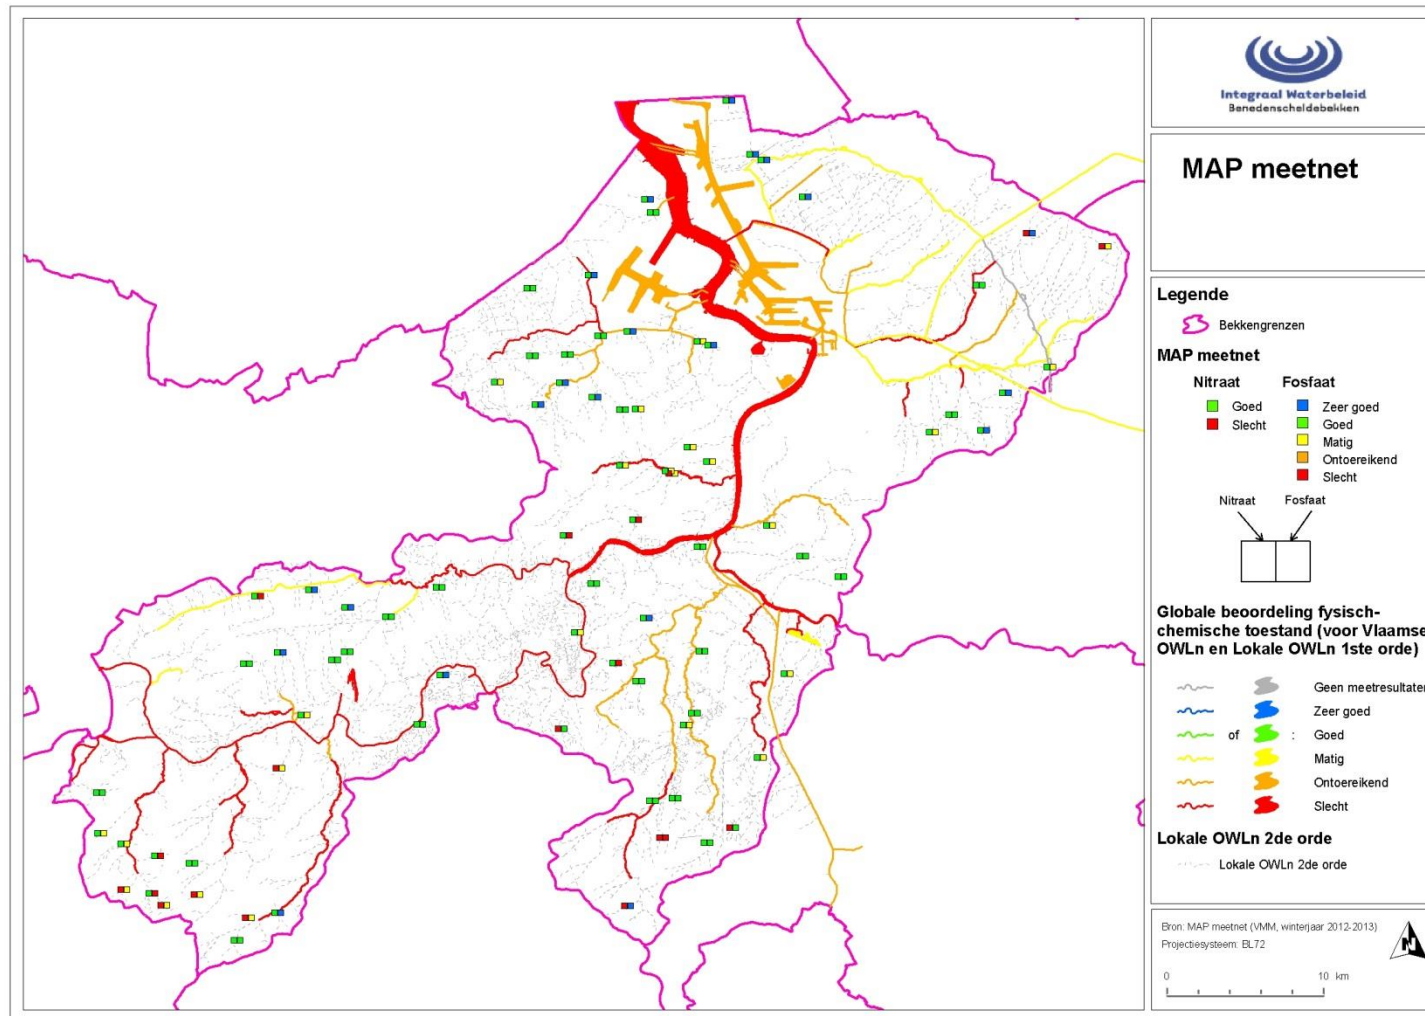 Integraal Waterbeleid
Benedenscheldebekken
MAP meetnet
Legende
Bekkengrenzen
MAP meetnet
Nitraat Fosfaat
Goed Zeer goed
Slecht Goed
Matig
Ontoereikend
Slecht
Nitraat Fosfaat
Globale beoordeling fysisch-
chemische toestand (voor Vlaamse
OWLn en Lokale OWLn 1ste orde)
Geen meetresultaten
Zeer goed
of : Goed
Matig
Ontoereikend
Slecht
Lokale OWLn 2de orde
Lokale OWLn 2de orde
Bron: MAP meetnet (VMM, winterjaar 2012-2013)
Projectiesysteem: BL72
N
0 10 km